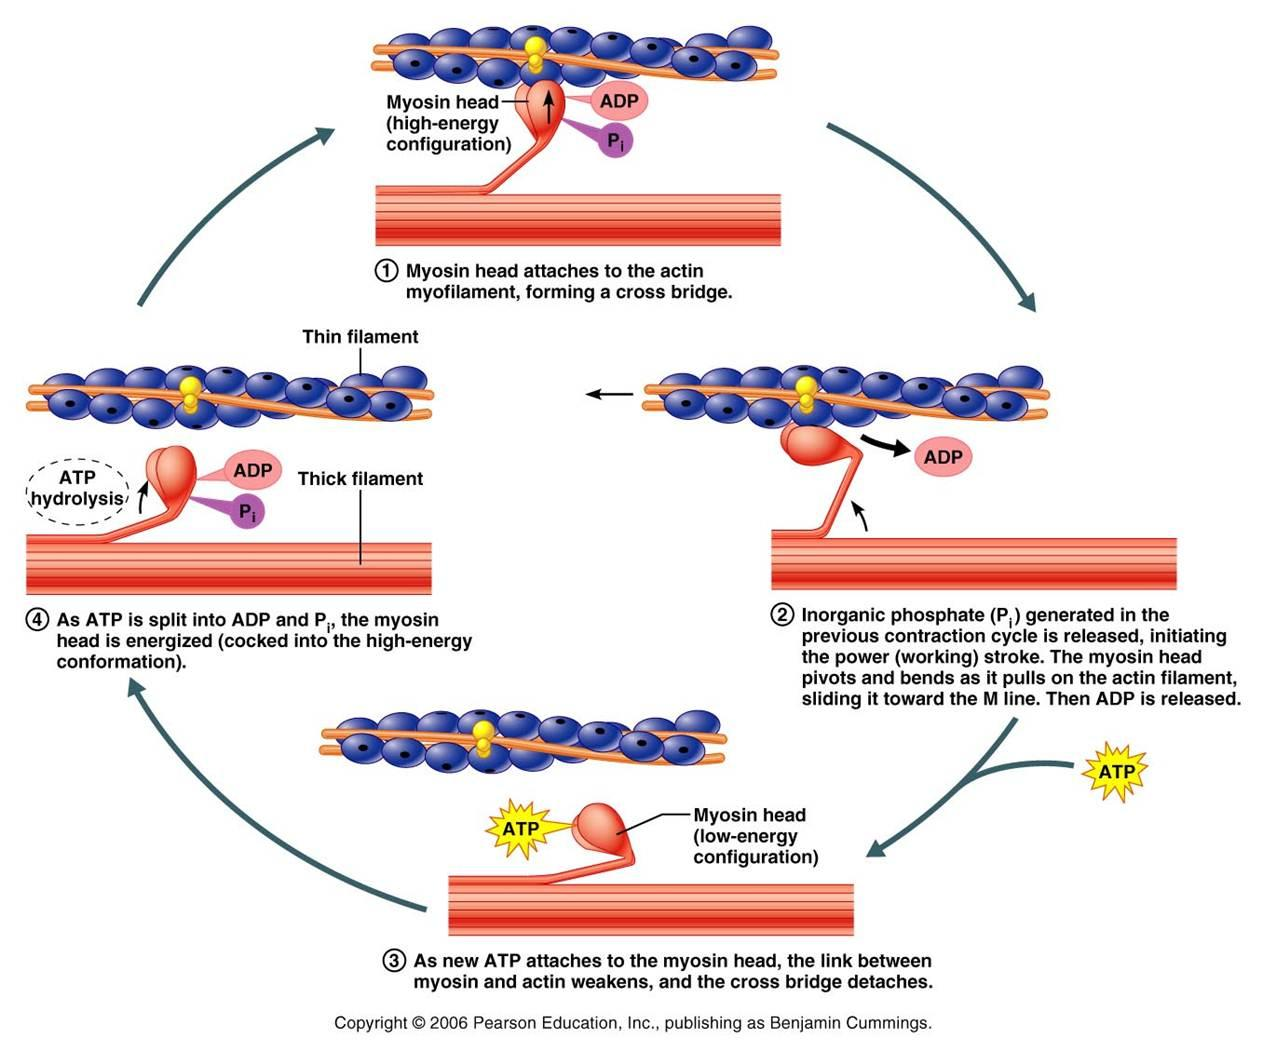 Myosin head
(high-energy
configuration)
ADP
Pi
① Myosin head attaches to the actin
myofilament, forming a cross bridge.
Thin filament
ATP
hydrolysis
ADP
Pi
Thick filament
④ As ATP is split into ADP and Pi, the myosin
head is energized (cocked into the high-energy
conformation).
ADP
② Inorganic phosphate (Pi) generated in the
previous contraction cycle is released, initiating
the power (working) stroke. The myosin head
pivots and bends as it pulls on the actin filament,
sliding it toward the M line. Then ADP is released.
ATP
ATP
Myosin head
(low-energy
configuration)
③ As new ATP attaches to the myosin head, the link between
myosin and actin weakens, and the cross bridge detaches.
Copyright © 2006 Pearson Education, Inc., publishing as Benjamin Cummings.